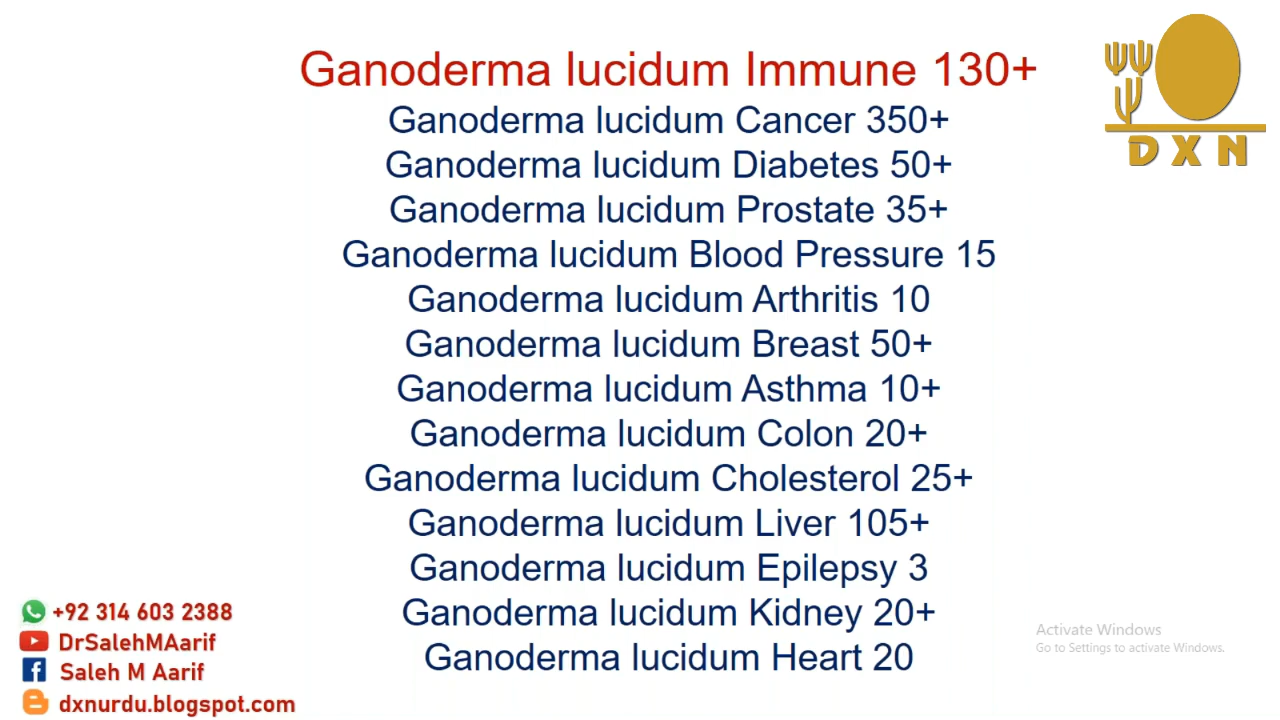 Ganoderma lucidum Immune 130+
Ganoderma lucidum Cancer 350+
Ganoderma lucidum Diabetes 50+
Ganoderma lucidum Prostate 35+
Ganoderma lucidum Blood Pressure 15
Ganoderma lucidum Arthritis 10
Ganoderma lucidum Breast 50+
Ganoderma lucidum Asthma 10+
Ganoderma lucidum Colon 20+
Ganoderma lucidum Cholesterol 25+
Ganoderma lucidum Liver 105+
Ganoderma lucidum Epilepsy 3
Ganoderma lucidum Kidney 20+
Ganoderma lucidum Heart 20
DXN
+92 314 603 2388
DrSalehMAarif
Saleh M Aarif
dxnurdu.blogspot.com
Activate Windows
Go to Settings to activate Windows.